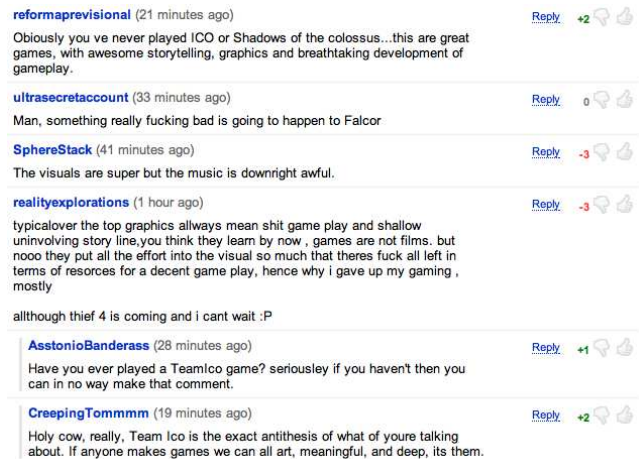 reformaprevisional (21 minutes ago) Reply +2
Obiously you ve never played ICO or Shadows of the colossus...this are great
games, with awesome storytelling, graphics and breathtaking development of
gameplay.
ultrasecretaccount (33 minutes ago) Reply 0
Man, something really fucking bad is going to happen to Falcor
SphereStack (41 minutes ago) Reply -3
The visuals are super but the music is downright awful.
realityexplorations (1 hour ago) Reply -3
typicalover the top graphics allways mean shit game play and shallow
uninvolving story line,you think they learn by now , games are not films. but
nooo they put all the effort into the visual so much that theres fuck all left in
terms of resorces for a decent game play, hence why i gave up my gaming ,
mostly
allthough thief 4 is coming and i cant wait :P
AsstonioBanderass (28 minutes ago) Reply +1
Have you ever played a TeamIco game? seriousley if you haven't then you
can in no way make that comment.
CreepingTommmm (19 minutes ago) Reply +2
Holy cow, really, Team Ico is the exact antithesis of what of youre talking
about. If anyone makes games we can all art, meaningful, and deep, its them.